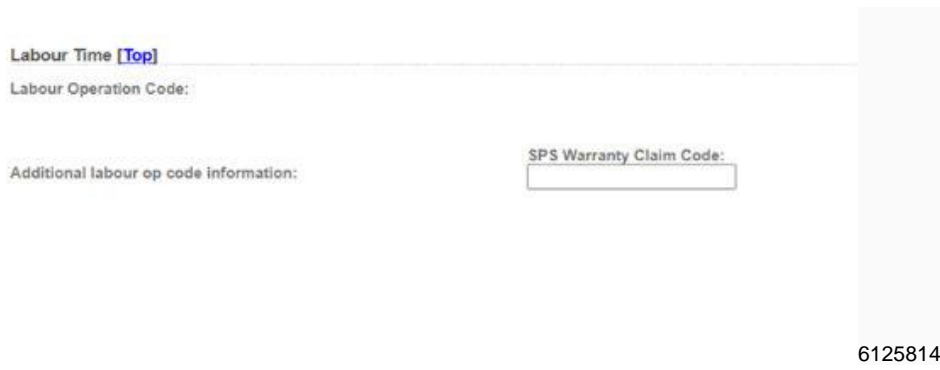 Labour Time [Top]
Labour Operation Code:
SPS Warranty Claim Code:
Additional labour op code information:
6125814